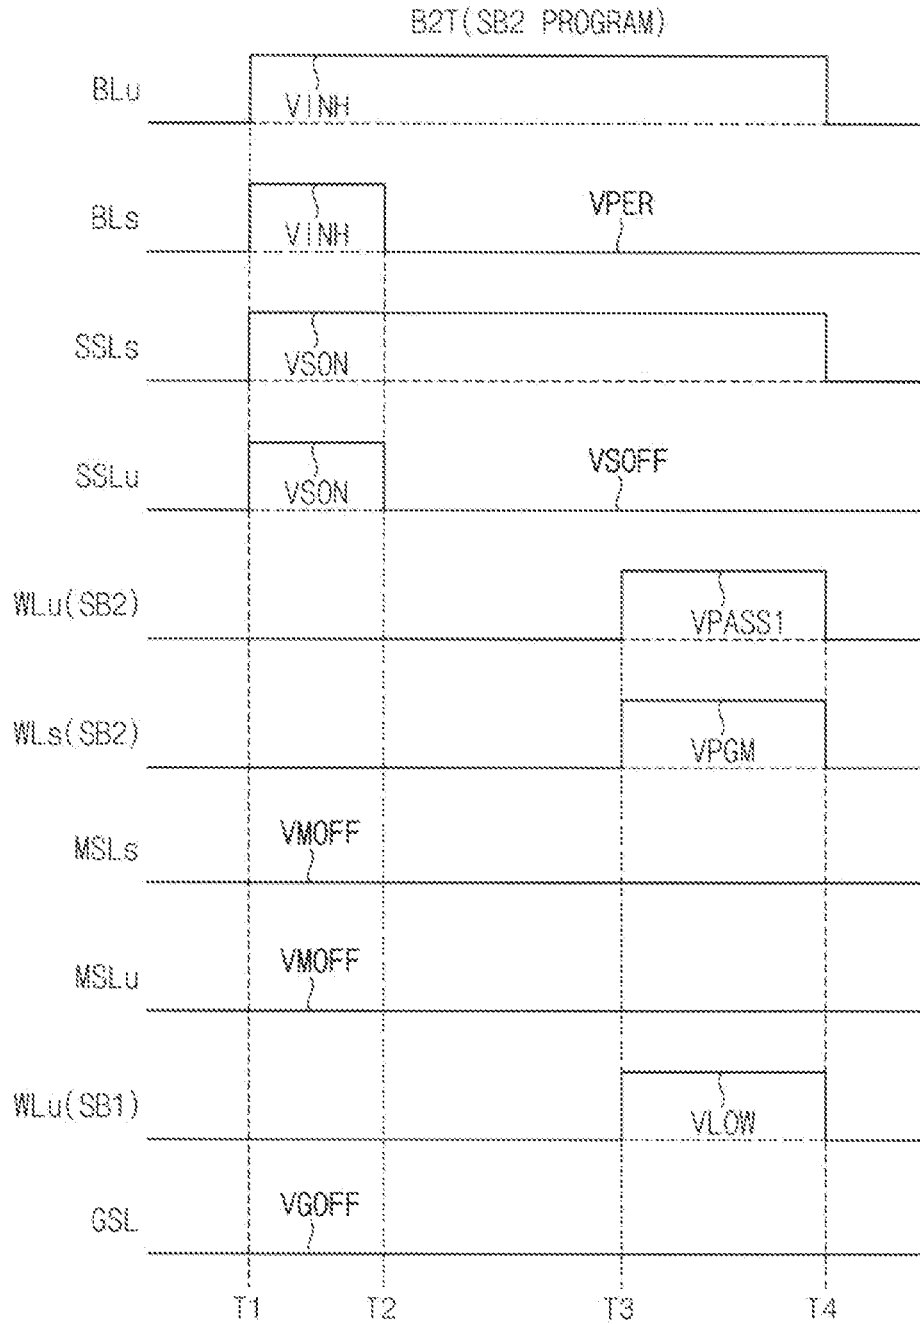 B2T(SB2 PROGRAM)
BLu
VINH
BLs
VINH
VPER
SSLs
VSON
SSLu
VSON
VSOFF
WLu(SB2)
VPASS1
WLs(SB2)
VPGM
MSLs
VMOFF
MSLu
VMOFF
WLu(SB1)
VLOW
GSL
VGOFF
T1 T2 T3 T4